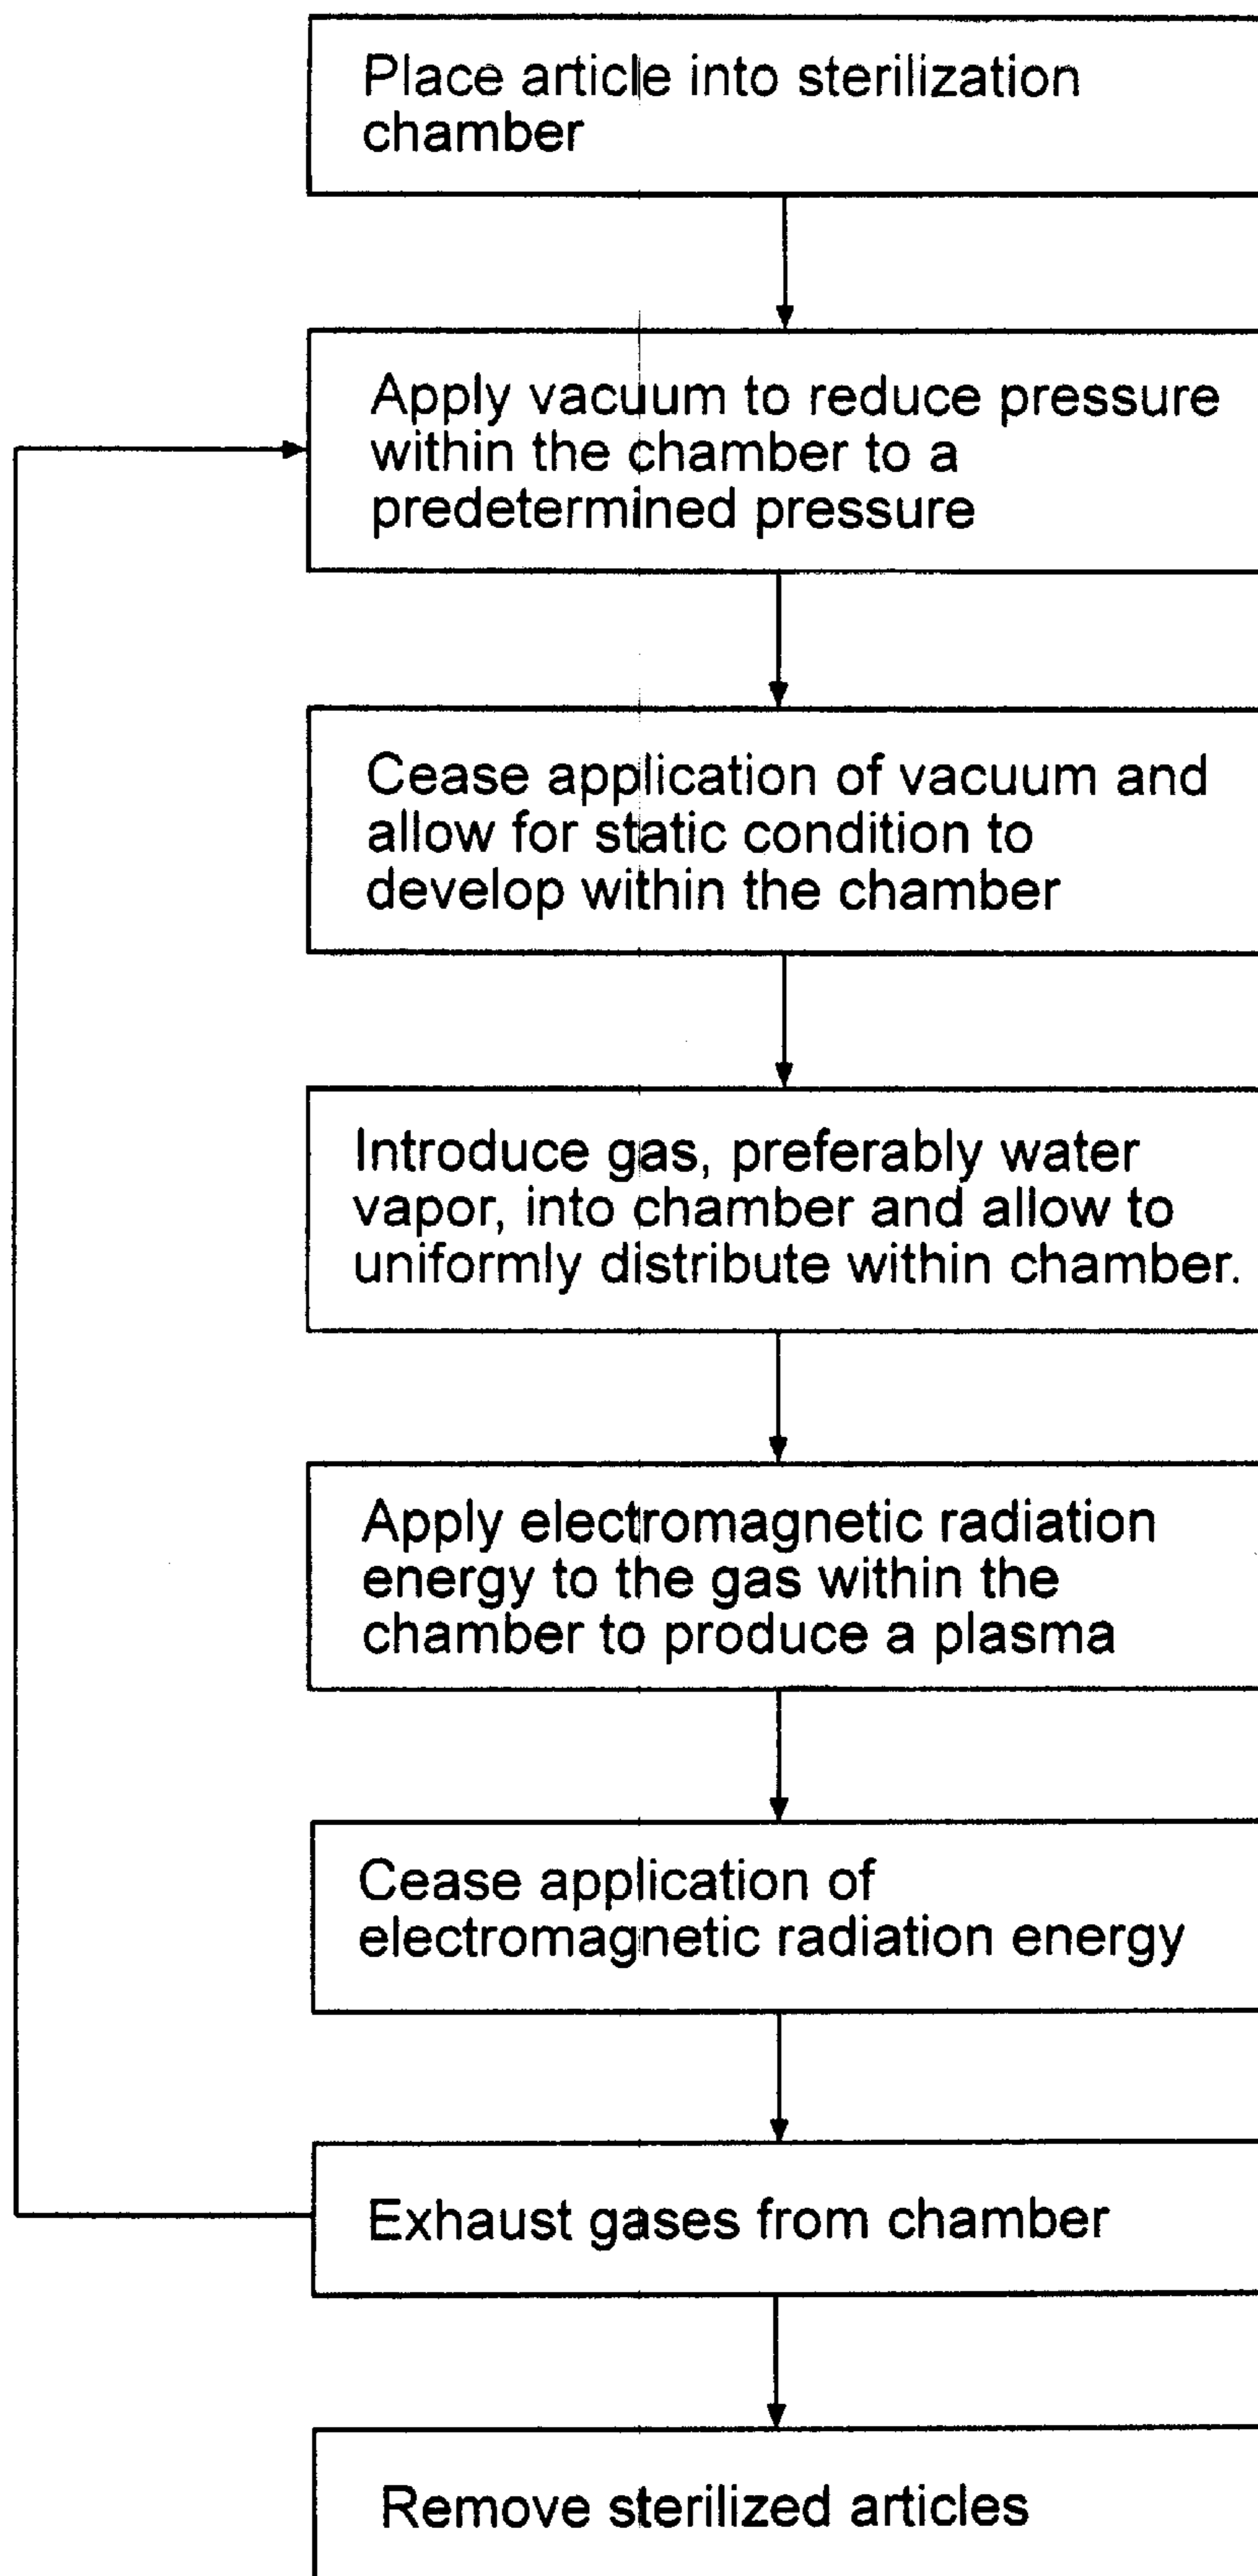 Place article into sterilization
chamber
Apply vacuum to reduce pressure
within the chamber to a
predetermined pressure
Cease application of vacuum and
allow for static condition to
develop within the chamber
Introduce gas, preferably water
vapor, into chamber and allow to
uniformly distribute within chamber.
Apply electromagnetic radiation
energy to the gas within the
chamber to produce a plasma
Cease application of
electromagnetic radiation energy
Exhaust gases from chamber
Remove sterilized articles